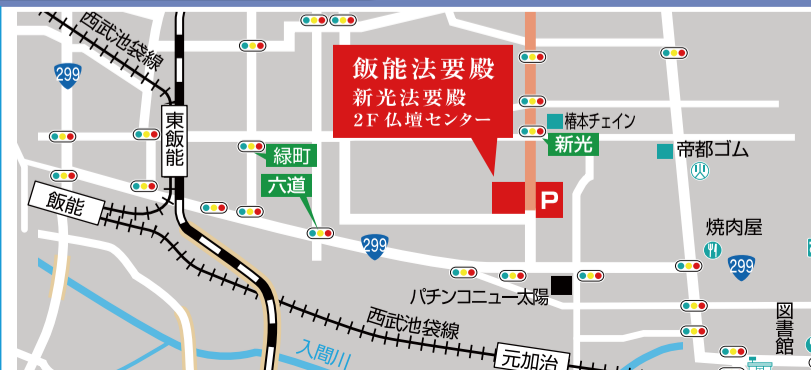 西武池袋線
299
東飯能
飯能法要殿
新光法要殿
2F 仏壇センター
椿本チェイン
新光
緑町
帝都ゴム
六道
飯能
P
299
焼肉屋
299
パチンコニュー太陽
西武池袋線
図書館
入間川
元加治